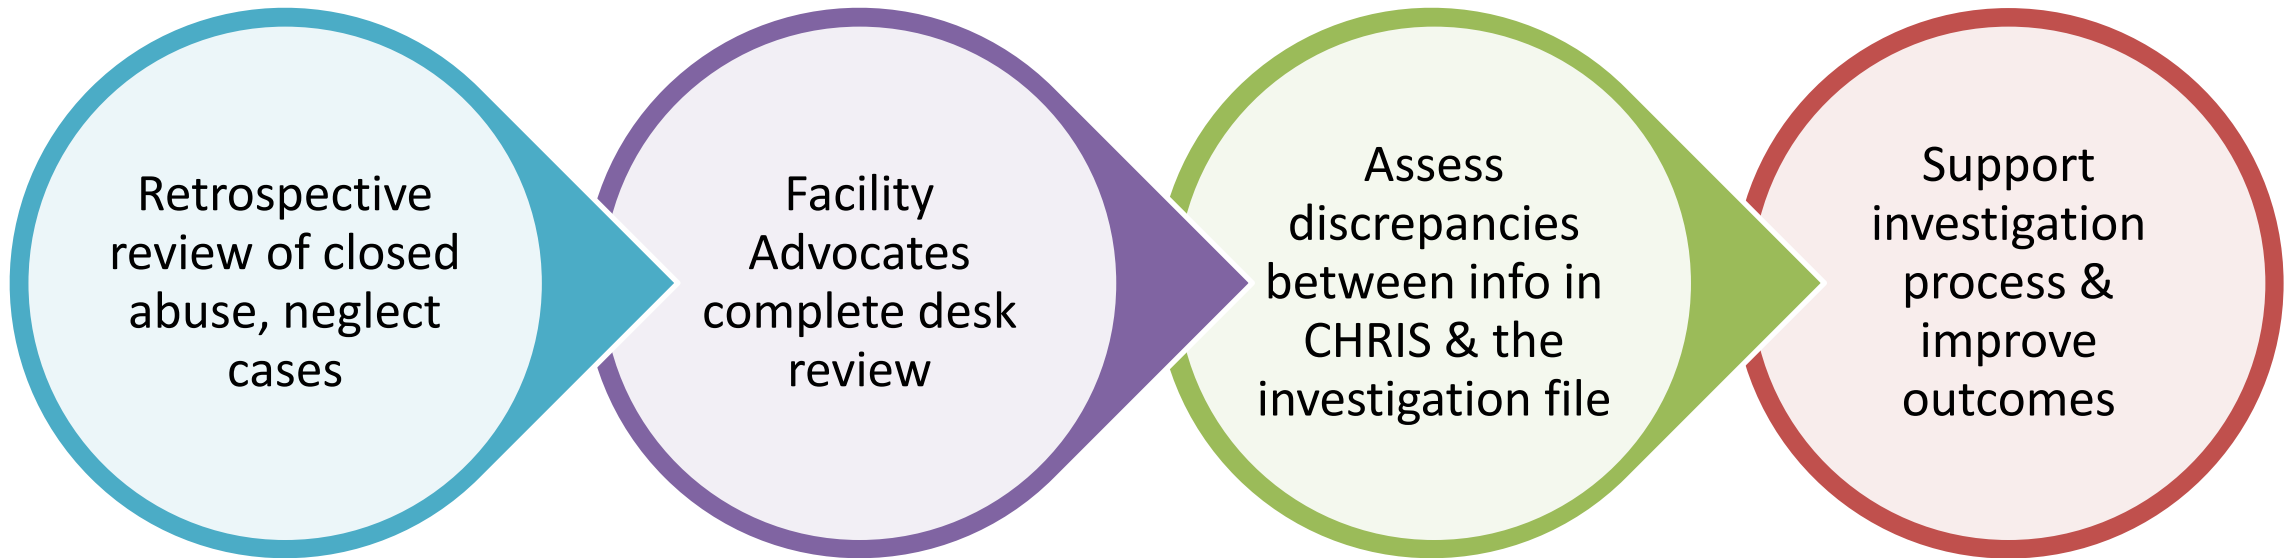 Retrospective
review of closed
abuse, neglect
cases
Facility
Advocates
complete desk
review
Assess
discrepancies
between info in
CHRIS & the
investigation file
Support
investigation
process &
improve
outcomes